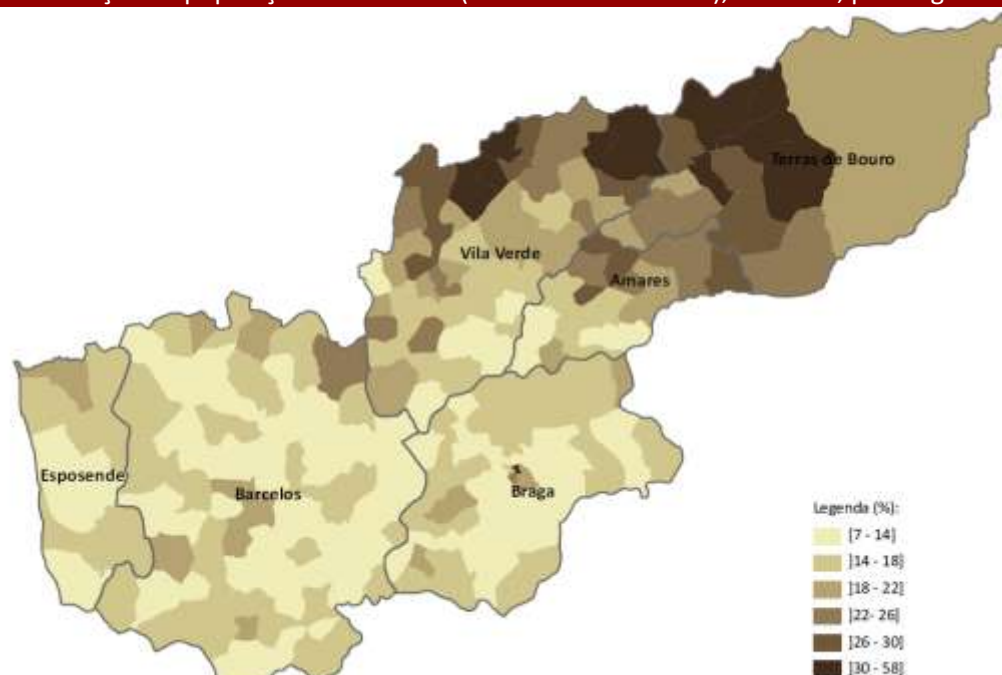 Terras de Bouro
Vila Verde
Amares
Esposende
Barcelos
Braga
Legenda (%):
[7 - 14]
]14 - 18]
]18 - 22]
]22- 26]
]26 - 30]
]30 - 58]